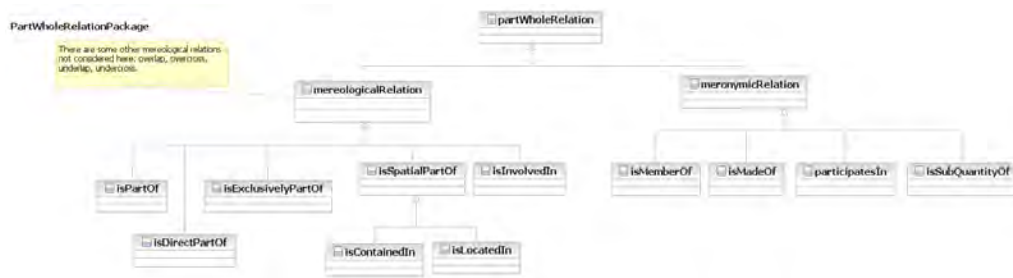 partWholeRelation
PartWholeRelationPackage
There are some other mereological relations
not considered here: overlap, overcross,
underlap, undercross.
mereologicalRelation
meronymicRelation
isPartOf
isExclusivelyPartOf
isSpatialPartOf
isInvolvedIn
isMemberOf
isMadeOf
participatesIn
isSubQuantityOf
isDirectPartOf
isContainedIn
isLocatedIn